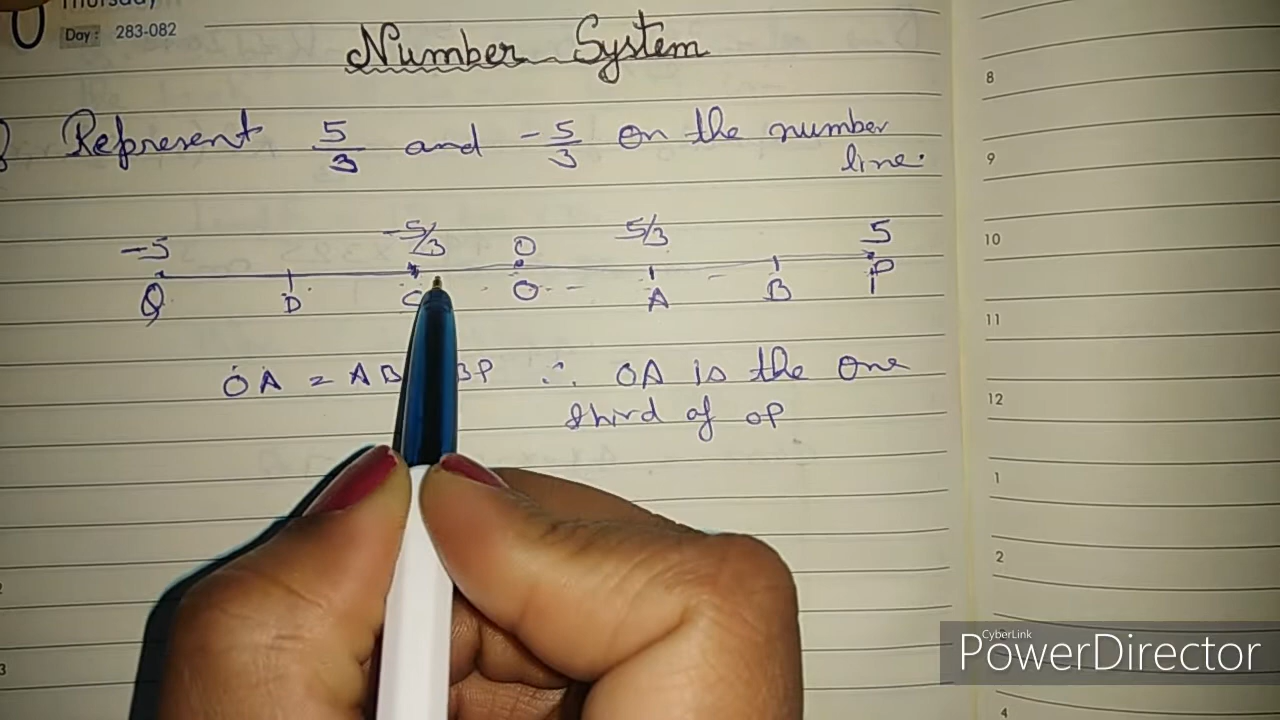 Day: 283-082
Number System
Represent 5/3 and -5/3 on the number
line.
-5 -5/3 0 5/3 5
Q D C O A B P
OA = AB BP ∴ OA is the one
third of OP
8
9
10
11
12
1
2
3
4
CyberLink
PowerDirector